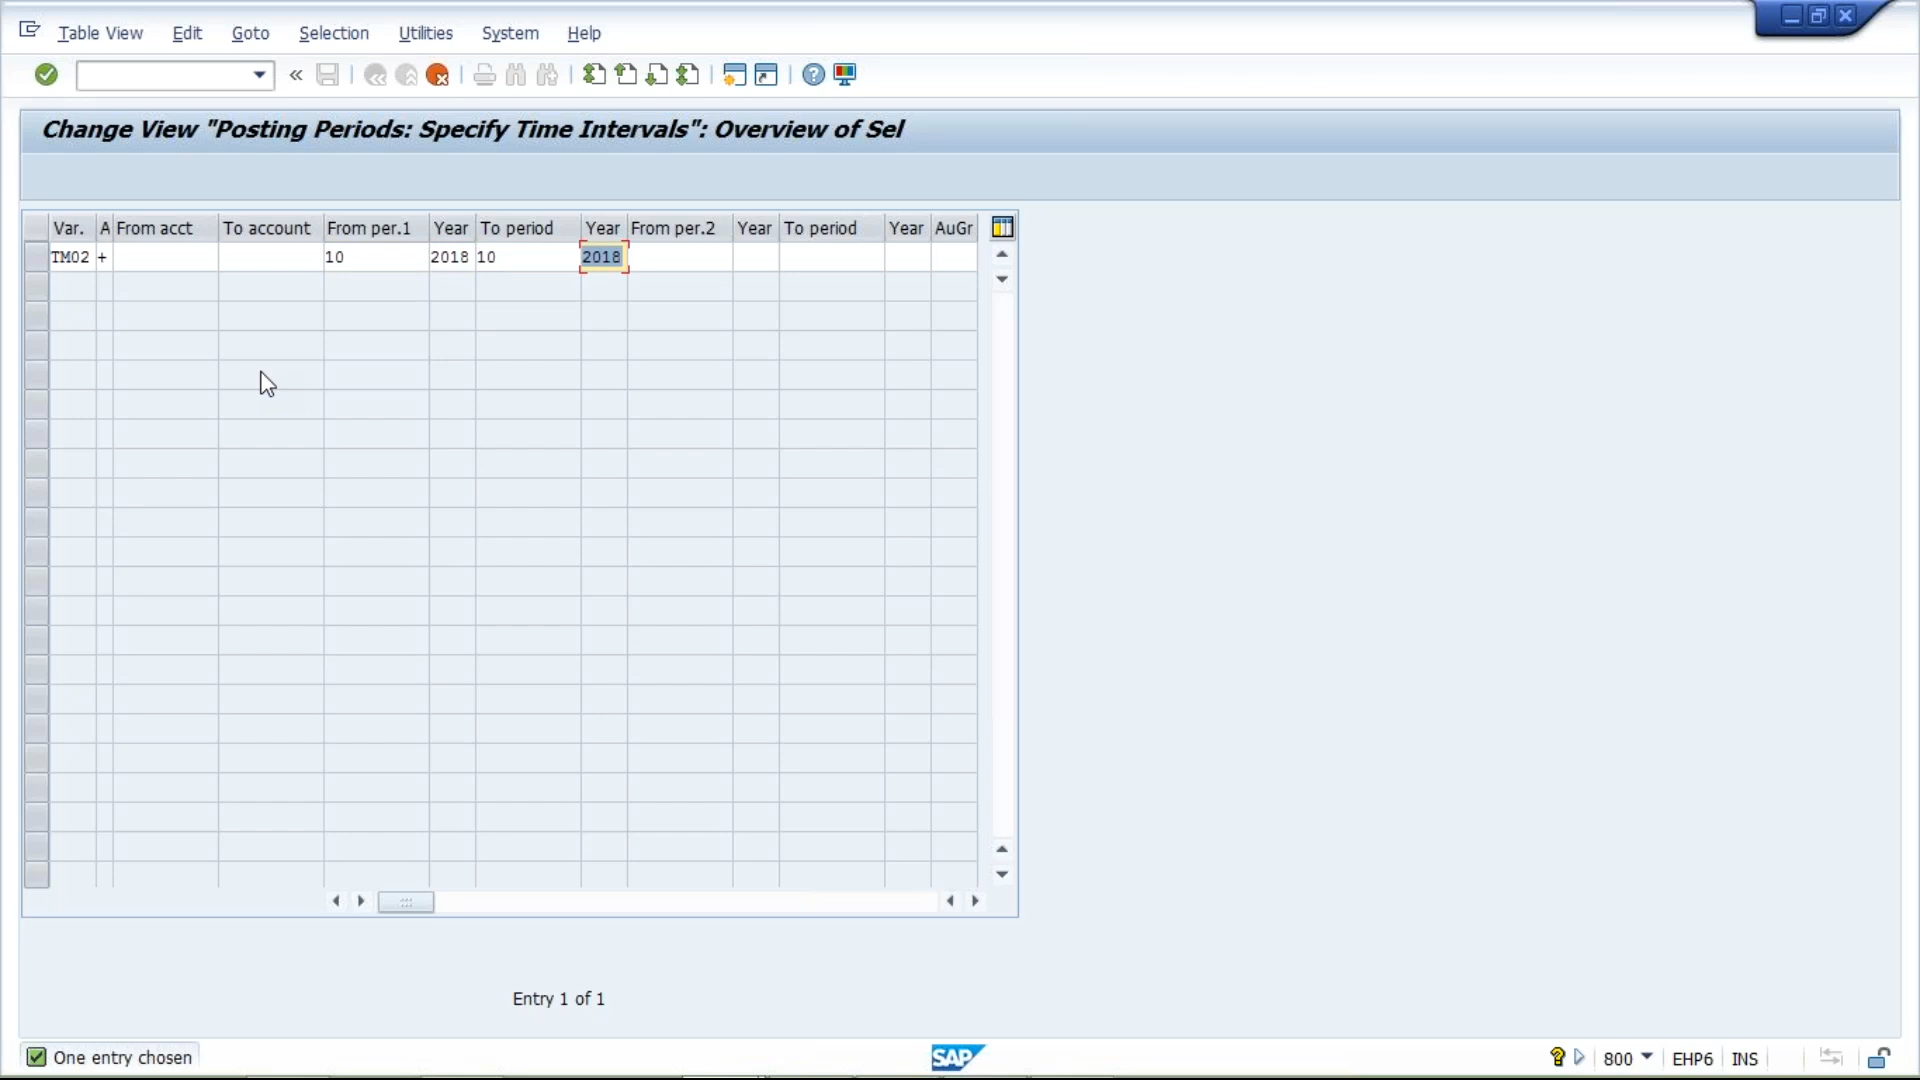 Table View Edit Goto Selection Utilities System Help
Change View "Posting Periods: Specify Time Intervals": Overview of Sel
Var. A From acct To account From per.1 Year To period Year From per.2 Year To period Year AuGr
TM02 + 10 2018 10 2018
Entry 1 of 1
One entry chosen SAP 800 EHP6 INS